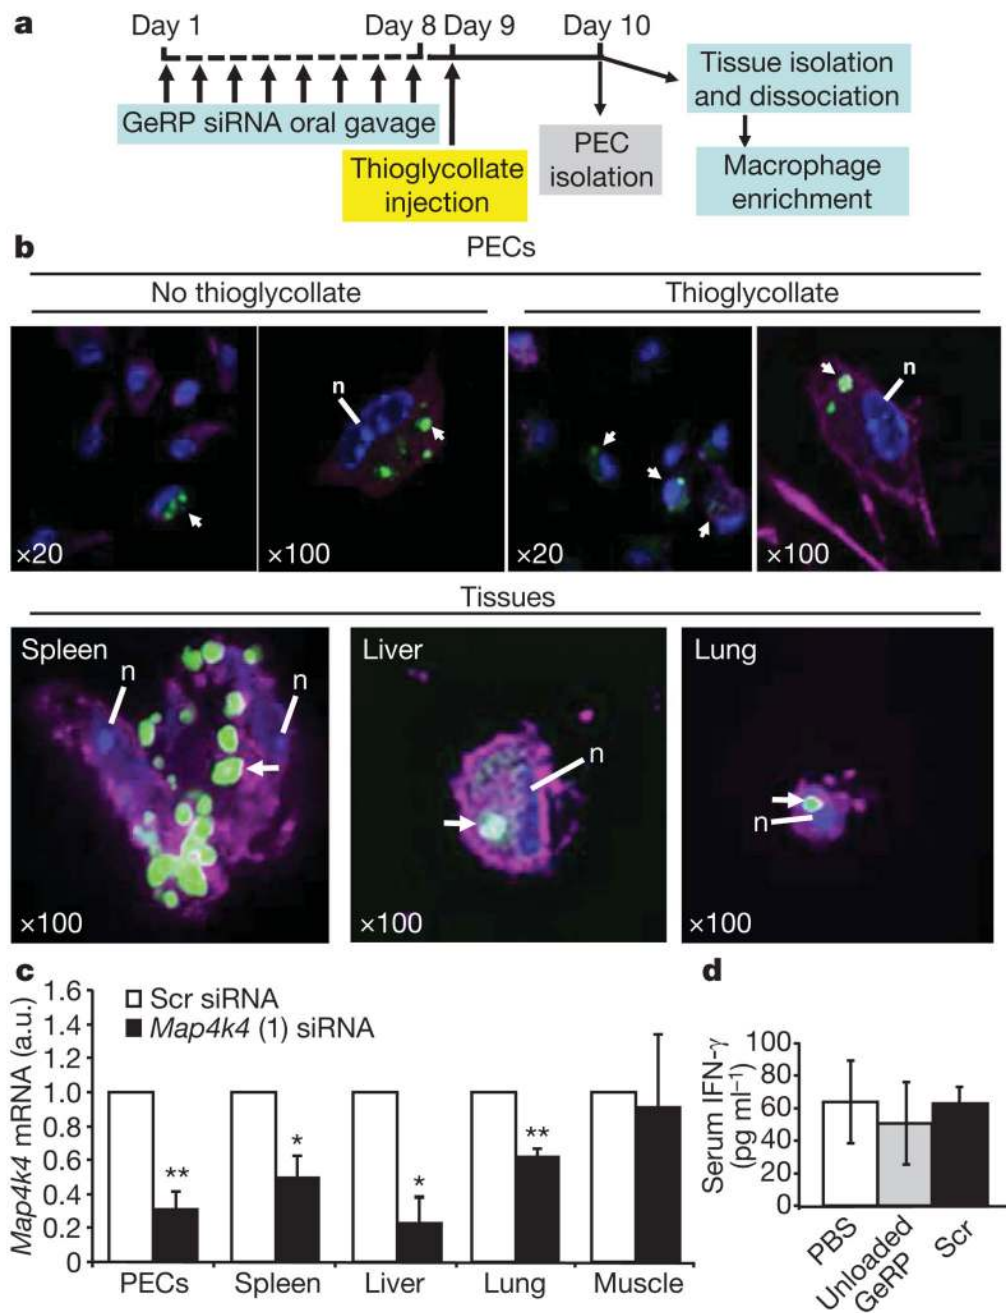 a
Day 1
Day 8
Day 9
Day 10
GeRP siRNA oral gavage
Thioglycollate
injection
PEC
isolation
Tissue isolation
and dissociation
Macrophage
enrichment
b
PECs
No thioglycollate
Thioglycollate
×20
n
×100
×20
n
×100
Tissues
Spleen
n
n
×100
Liver
n
×100
Lung
n
×100
c
Map4k4 mRNA (a.u.)
1.6
1.4
1.2
1.0
0.8
0.6
0.4
0.2
0
Scr siRNA
Map4k4 (1) siRNA
**
*
*
**
PECs
Spleen
Liver
Lung
Muscle
d
Serum IFN-γ
(pg ml⁻¹)
100
80
60
40
20
0
PBS
Unloaded
GeRP
Scr